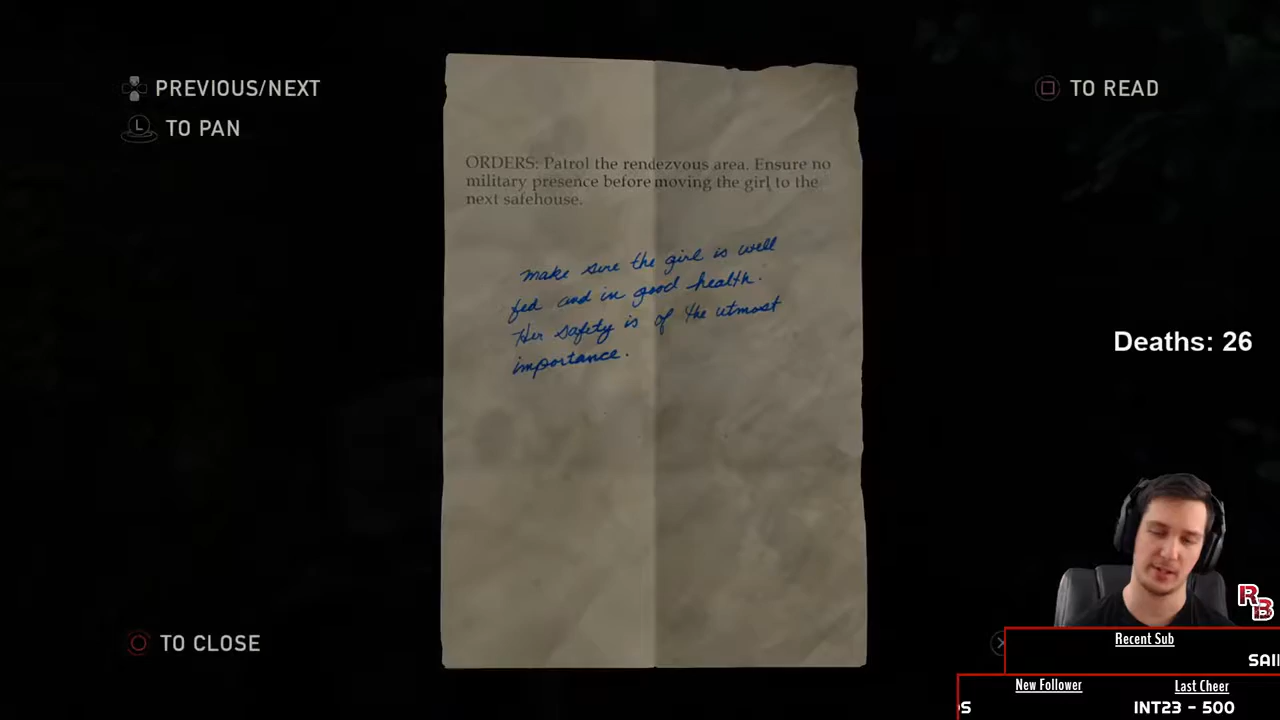 PREVIOUS/NEXT
TO PAN
TO READ
ORDERS: Patrol the rendezvous area. Ensure no
military presence before moving the girl to the
next safehouse.
make sure the girl is well
fed and in good health.
Her safety is of the utmost
importance.
Deaths: 26
TO CLOSE
Recent Sub
New Follower
Last Cheer
INT23 - 500